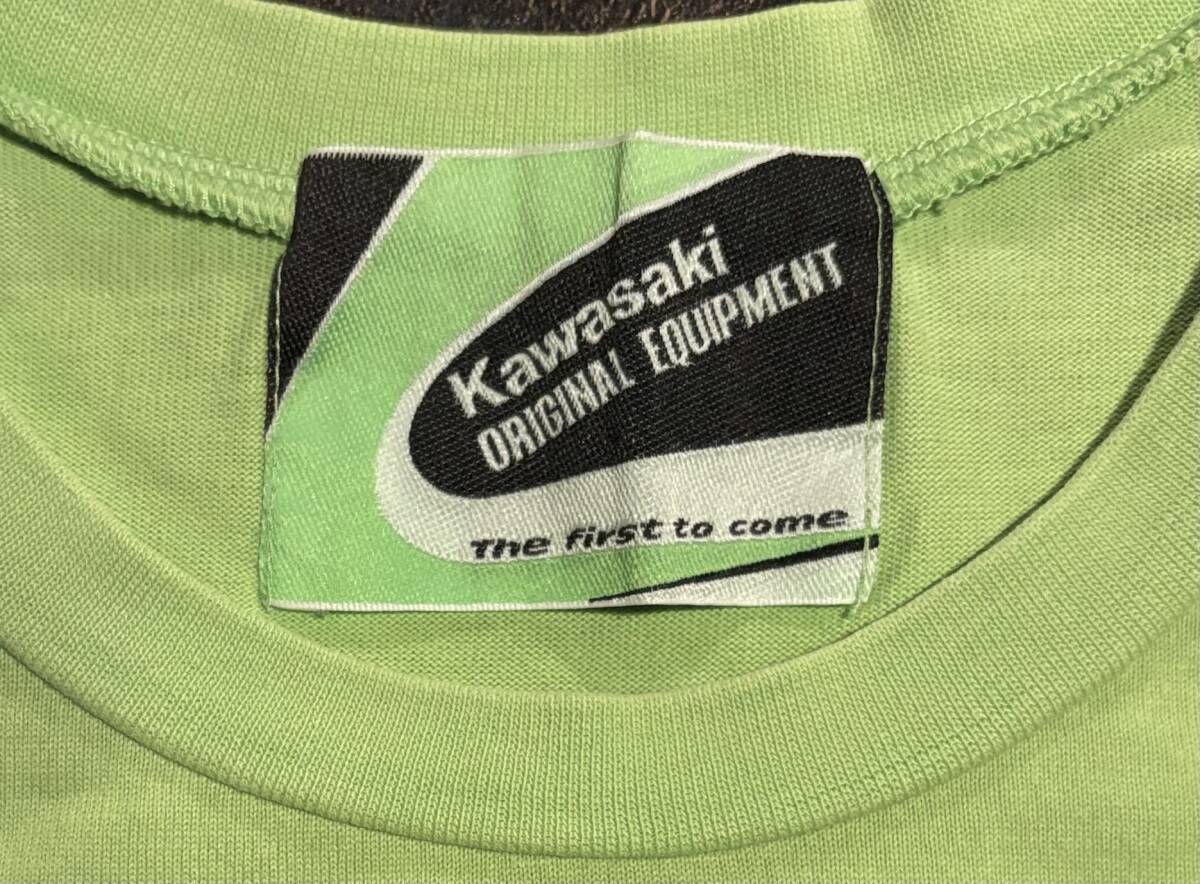 Kawasaki
ORIGINAL EQUIPMENT
The first to come